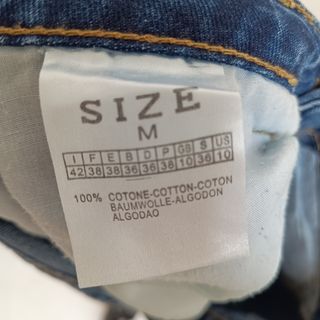 SIZE
M
I F E B D P GB S US
42 38 38 36 36 38 10 36 10
100% COTONE-COTTON-COTON
BAUMWOLLE-ALGODON
ALGODAO